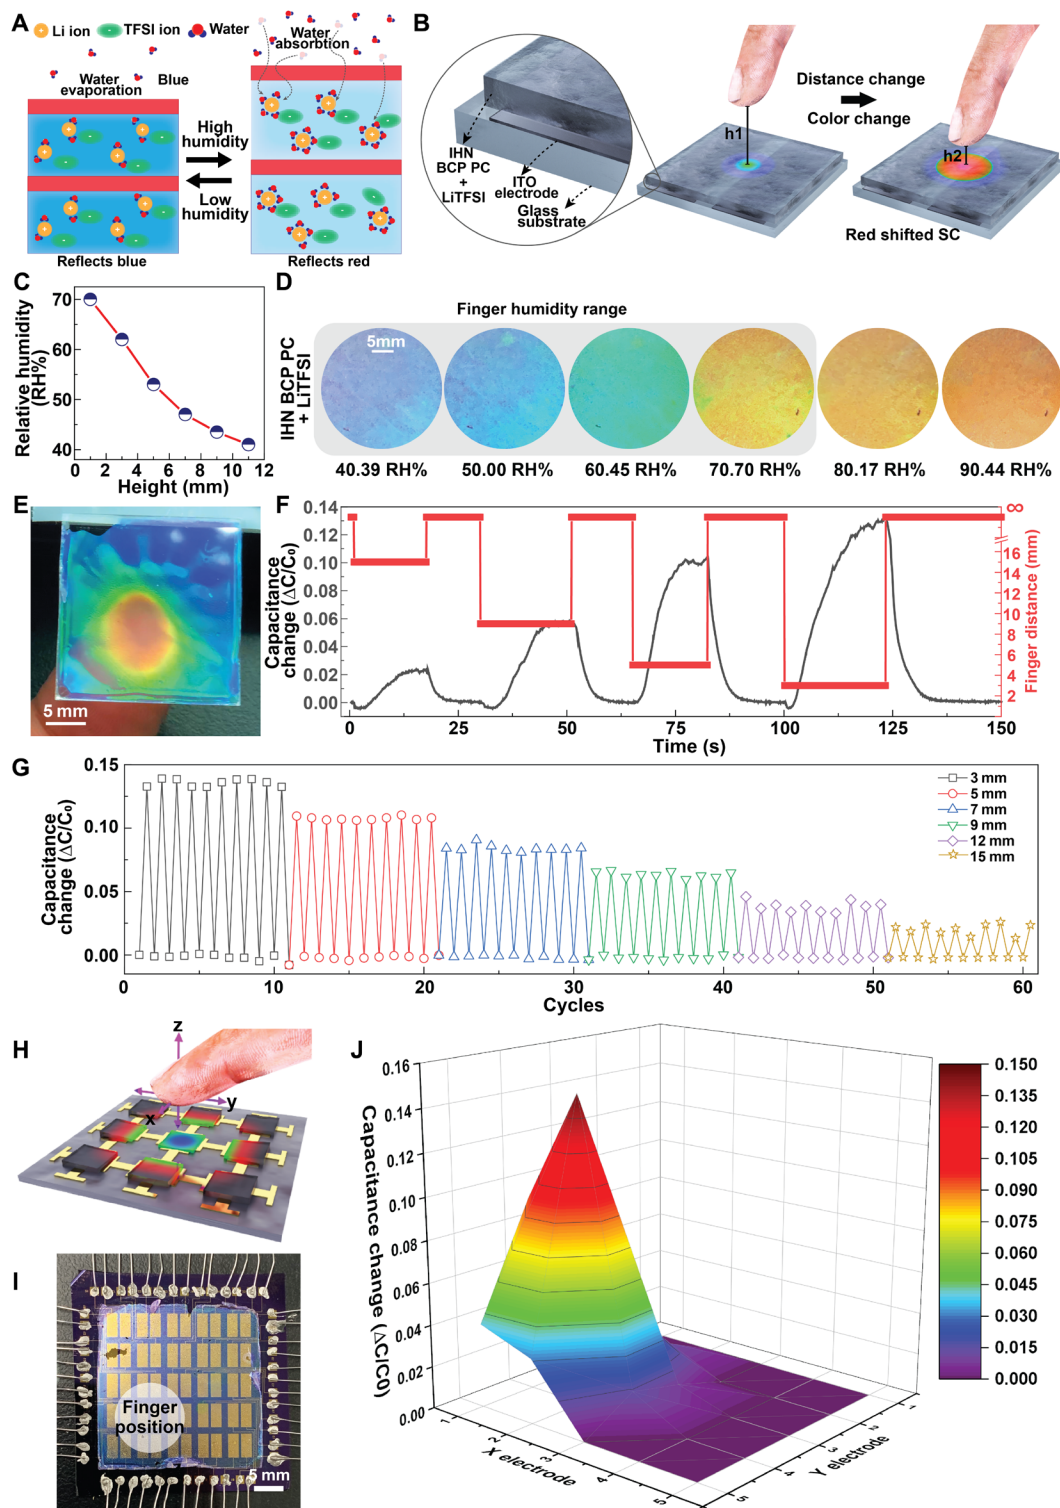 A
Li ion
TFSI ion
Water
Water
absorption
Water
evaporation
Blue
High
humidity
Low
humidity
Reflects blue
Reflects red
B
IHN
BCP PC
+
LiTFSI
ITO
electrode
Glass
substrate
h1
Distance change
Color change
h2
Red shifted SC
C
Relative humidity
(RH%)
70
60
50
40
0 2 4 6 8 10 12
Height (mm)
D
Finger humidity range
IHN BCP PC
+ LiTFSI
5mm
40.39 RH%
50.00 RH%
60.45 RH%
70.70 RH%
80.17 RH%
90.44 RH%
E
5 mm
F
Capacitance
change (ΔC/C₀)
0.14
0.12
0.10
0.08
0.06
0.04
0.02
0.00
0 25 50 75 100 125 150
Time (s)
∞
16
14
12
10
8
6
4
2
Finger distance (mm)
G
Capacitance
change (ΔC/C₀)
0.15
0.10
0.05
0.00
0 10 20 30 40 50 60
Cycles
3 mm
5 mm
7 mm
9 mm
12 mm
15 mm
H
z
x
y
I
Finger
position
5 mm
J
Capacitance change (ΔC/C0)
0.16
0.14
0.12
0.10
0.08
0.06
0.04
0.02
0.00
1 2 3 4 5
X electrode
1 2 3 4 5
Y electrode
0.150
0.135
0.120
0.105
0.090
0.075
0.060
0.045
0.030
0.015
0.000